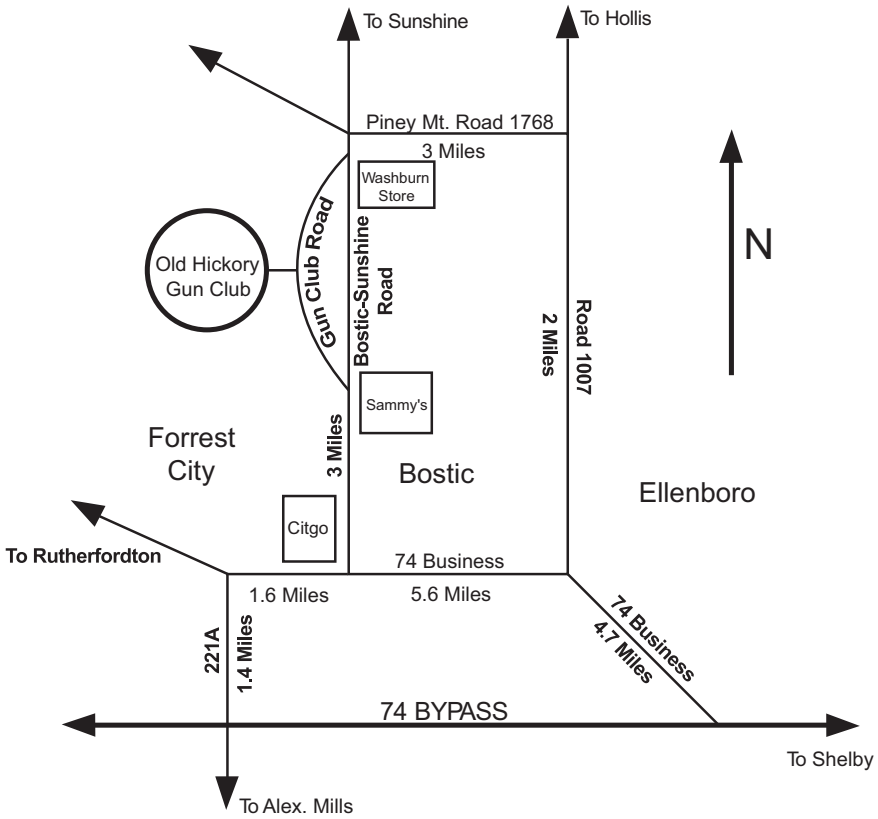 To Sunshine
To Hollis
Piney Mt. Road 1768
3 Miles
Washburn
Store
Gun Club Road
Bostic-Sunshine
Road
Old Hickory
Gun Club
N
2 Miles
Road 1007
Sammy's
3 Miles
Forrest
City
Bostic
Ellenboro
Citgo
To Rutherfordton
74 Business
1.6 Miles
5.6 Miles
74 Business
4.7 Miles
221A
1.4 Miles
74 BYPASS
To Shelby
To Alex. Mills